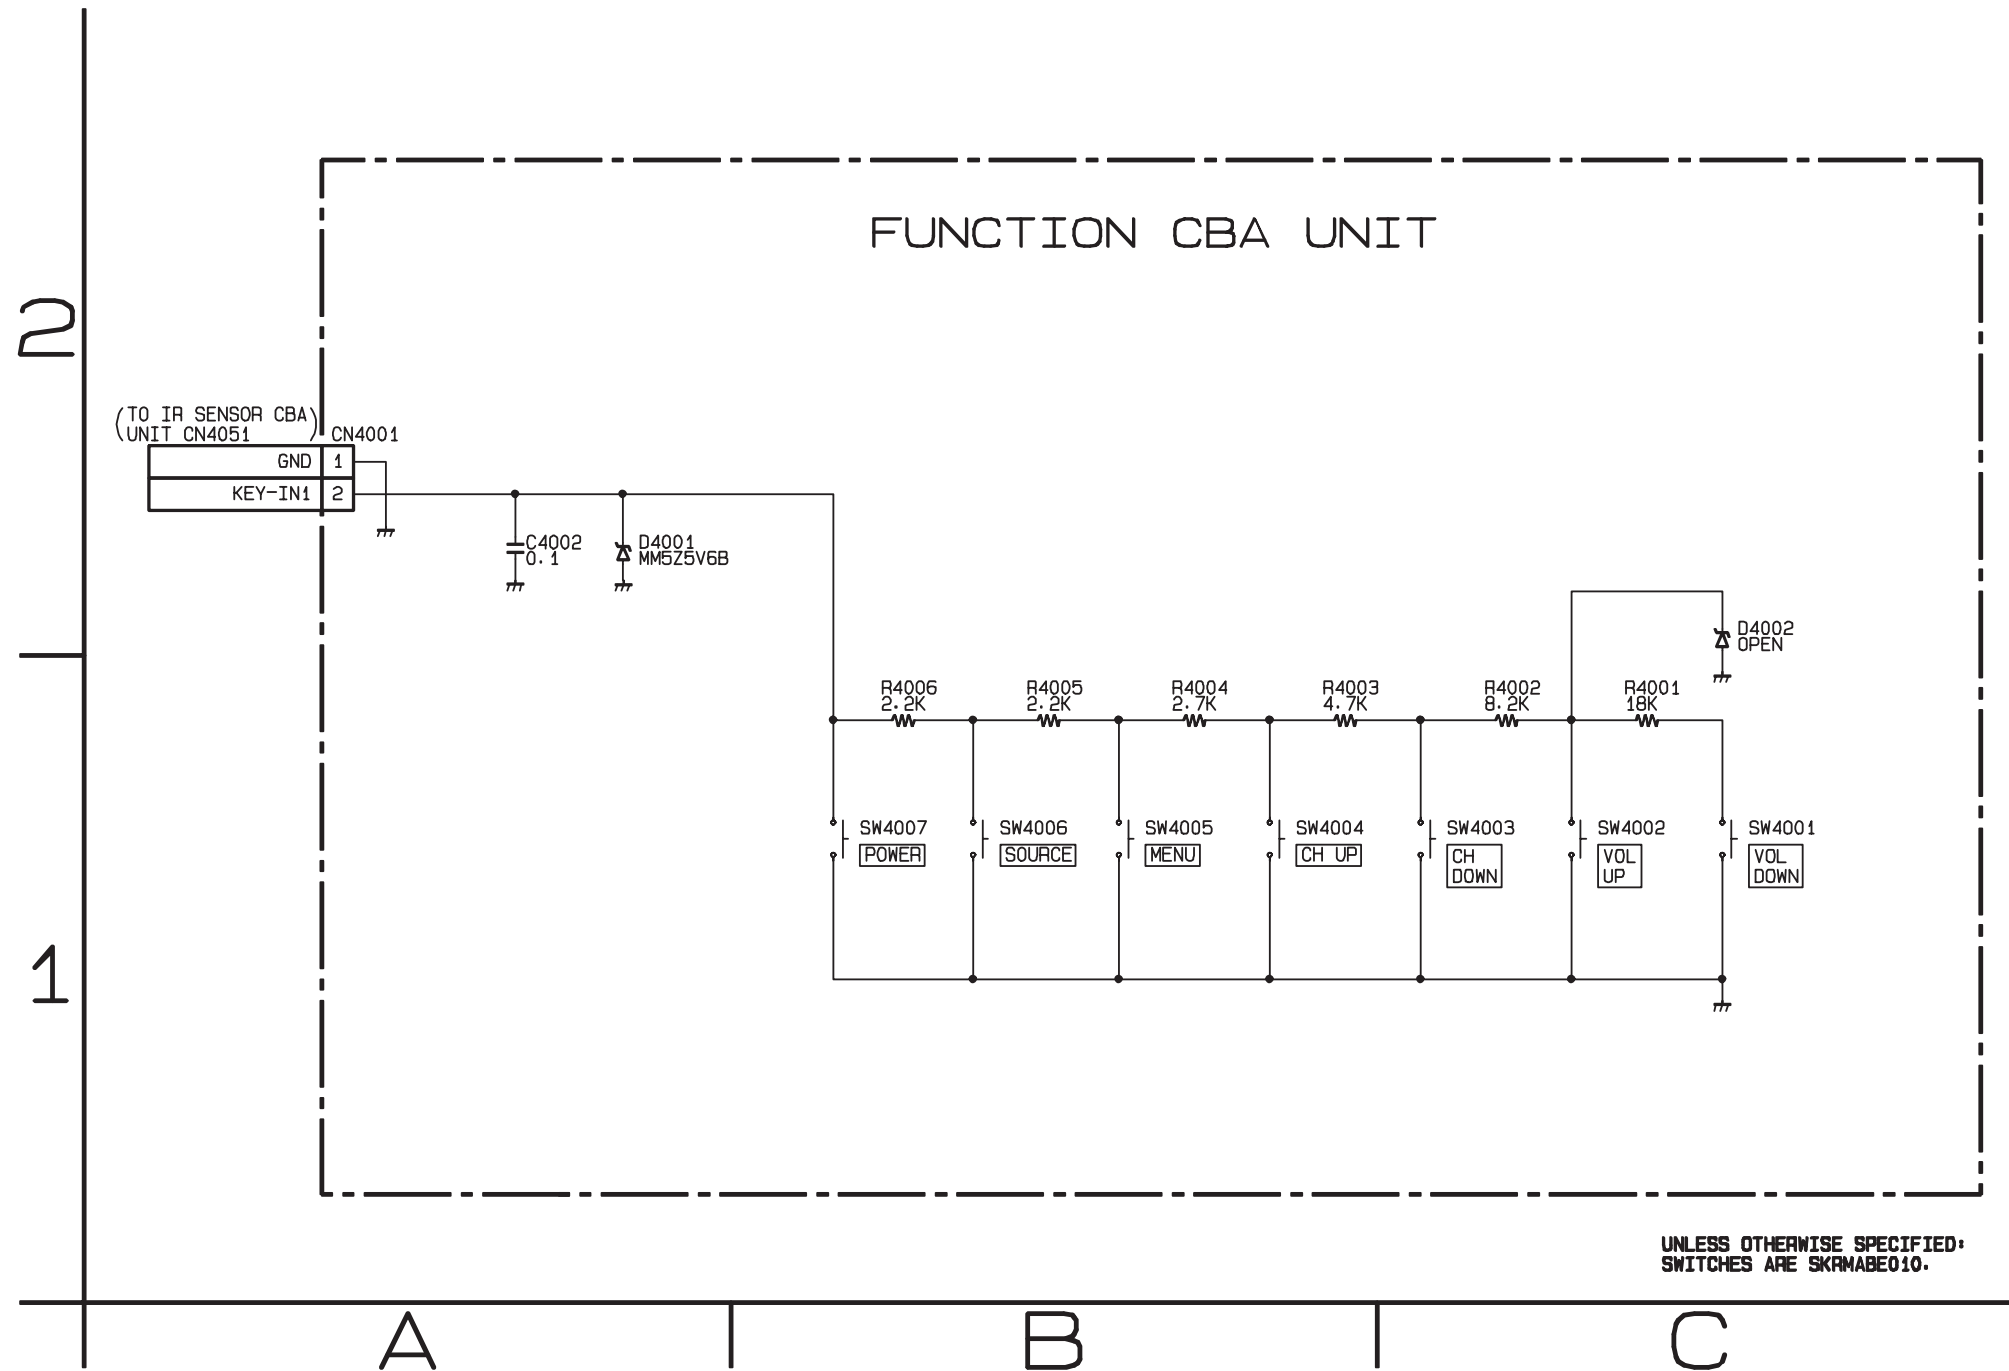 FUNCTION CBA UNIT
2
(TO IR SENSOR CBA)
(UNIT CN4051)
CN4001
GND 1
KEY-IN1 2
C4002
0.1
D4001
MM5Z5V6B
D4002
OPEN
R4006
2.2K
R4005
2.2K
R4004
2.7K
R4003
4.7K
R4002
8.2K
R4001
18K
SW4007
POWER
SW4006
SOURCE
SW4005
MENU
SW4004
CH UP
SW4003
CH
DOWN
SW4002
VOL
UP
SW4001
VOL
DOWN
1
UNLESS OTHERWISE SPECIFIED:
SWITCHES ARE SKRMABE010.
A B C